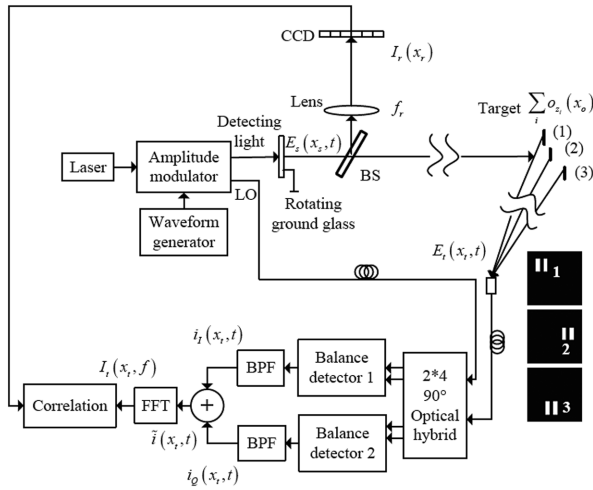 CCD
I_r(x_r)
Lens
f_r
Target ∑_i o_{z_i}(x_o)
Detecting
light
E_s(x_s,t)
(1)
(2)
(3)
Laser
Amplitude
modulator
BS
LO
Rotating
ground glass
Waveform
generator
E_t(x_t,t)
1
2
3
i_I(x_t,t)
I_t(x_t,f)
BPF
Balance
detector 1
2*4
90°
Optical
hybrid
Correlation
FFT
+
ĩ(x_t,t)
BPF
Balance
detector 2
i_Q(x_t,t)